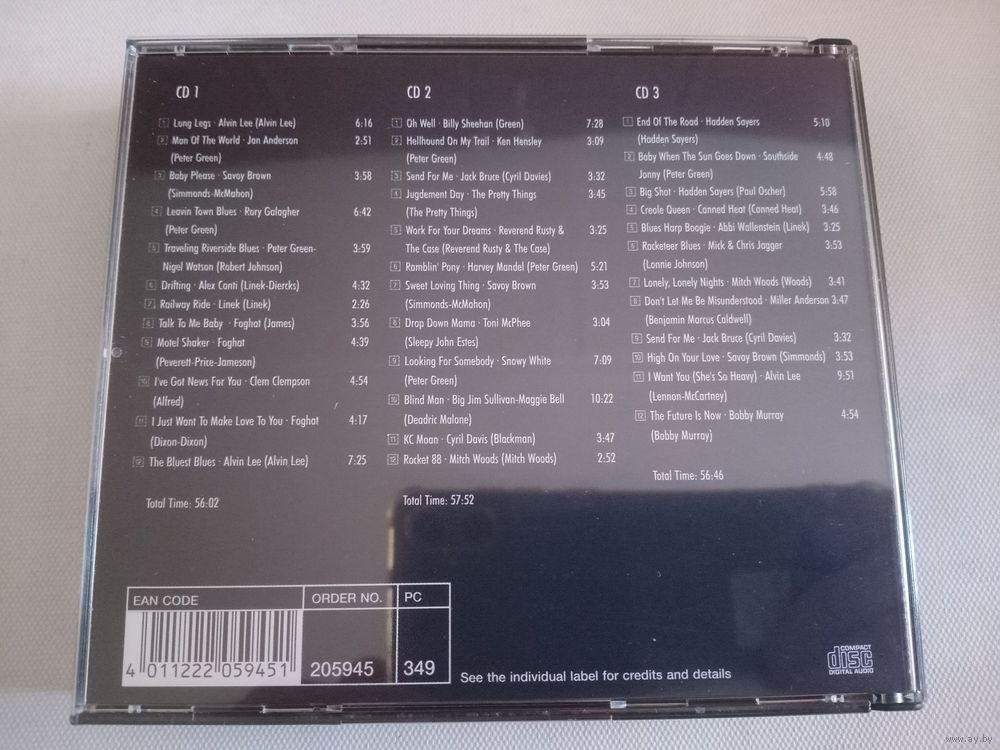 CD 1
1 Long Legs · Alvin Lee (Alvin Lee) 6:16
2 Man Of The World · Jon Anderson 2:51
(Peter Green)
3 Baby Please · Savoy Brown 3:58
(Simmonds-McMahon)
4 Leavin Town Blues · Rory Galagher 6:42
(Peter Green)
5 Traveling Riverside Blues · Peter Green- 3:59
Nigel Watson (Robert Johnson)
6 Drifting · Alex Conti (Linek-Diercks) 4:32
7 Railway Ride · Linek (Linek) 2:26
8 Talk To Me Baby · Foghat (James) 3:56
9 Motel Shaker · Foghat 4:39
(Peverett-Price-Jameson)
10 I've Got News For You · Clem Clempson 4:54
(Alfred)
11 I Just Want To Make Love To You · Foghat 4:17
(Dixon-Dixon)
12 The Bluest Blues · Alvin Lee (Alvin Lee) 7:25
Total Time: 56:02
CD 2
1 Oh Well · Billy Sheehan (Green) 7:28
2 Hellhound On My Trail · Ken Hensley 3:09
(Peter Green)
3 Send For Me · Jack Bruce (Cyril Davies) 3:32
4 Jugdement Day · The Pretty Things 3:45
(The Pretty Things)
5 Work For Your Dreams · Reverend Rusty & 3:25
The Case (Reverend Rusty & The Case)
6 Ramblin' Pony · Harvey Mandel (Peter Green) 5:21
7 Sweet Loving Thing · Savoy Brown 3:53
(Simmonds-McMahon)
8 Drop Down Mama · Toni McPhee 3:04
(Sleepy John Estes)
9 Looking For Somebody · Snowy White 7:09
(Peter Green)
10 Blind Man · Big Jim Sullivan-Maggie Bell 10:22
(Deadric Malone)
11 KC Moan · Cyril Davis (Blackman) 3:47
12 Rocket 88 · Mitch Woods (Mitch Woods) 2:52
Total Time: 57:52
CD 3
1 End Of The Road · Hadden Sayers 5:10
(Hadden Sayers)
2 Baby When The Sun Goes Down · Southside 4:48
Jonny (Peter Green)
3 Big Shot · Hadden Sayers (Paul Oscher) 5:58
4 Creole Queen · Canned Heat (Canned Heat) 3:46
5 Blues Harp Boogie · Abbi Wallenstein (Linek) 3:25
6 Racketeer Blues · Mick & Chris Jagger 3:53
(Lonnie Johnson)
7 Lonely, Lonely Nights · Mitch Woods (Woods) 3:41
8 Don't Let Me Be Misunderstood · Miller Anderson 3:47
(Benjamin Marcus Caldwell)
9 Send For Me · Jack Bruce (Cyril Davies) 3:32
10 High On Your Love · Savoy Brown (Simmonds) 3:53
11 I Want You (She's So Heavy) · Alvin Lee 9:51
(Lennon-McCartney)
12 The Future Is Now · Bobby Murray 4:54
(Bobby Murray)
Total Time: 56:46
EAN CODE
4 011222 059451
ORDER NO.
205945
PC
349
See the individual label for credits and details
COMPACT
disc
DIGITAL AUDIO
www.ay.by